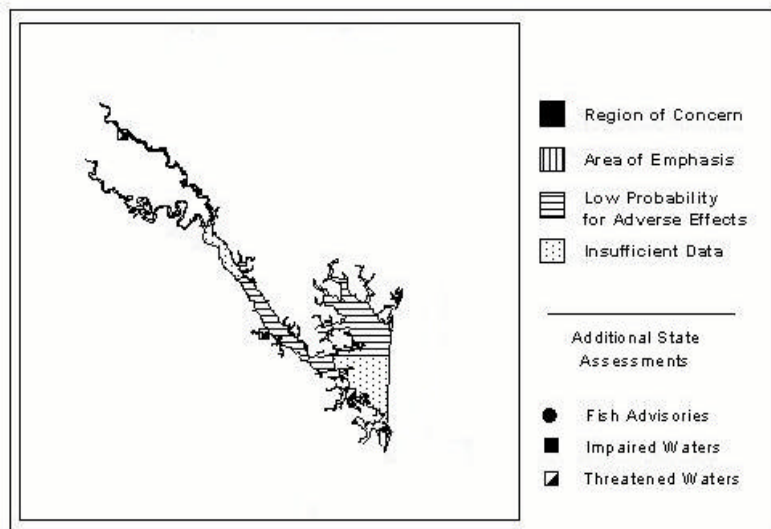 Region of Concern
Area of Emphasis
Low Probability
for Adverse Effects
Insufficient Data
Additional State
Assessments
Fish Advisories
Impaired Waters
Threatened Waters